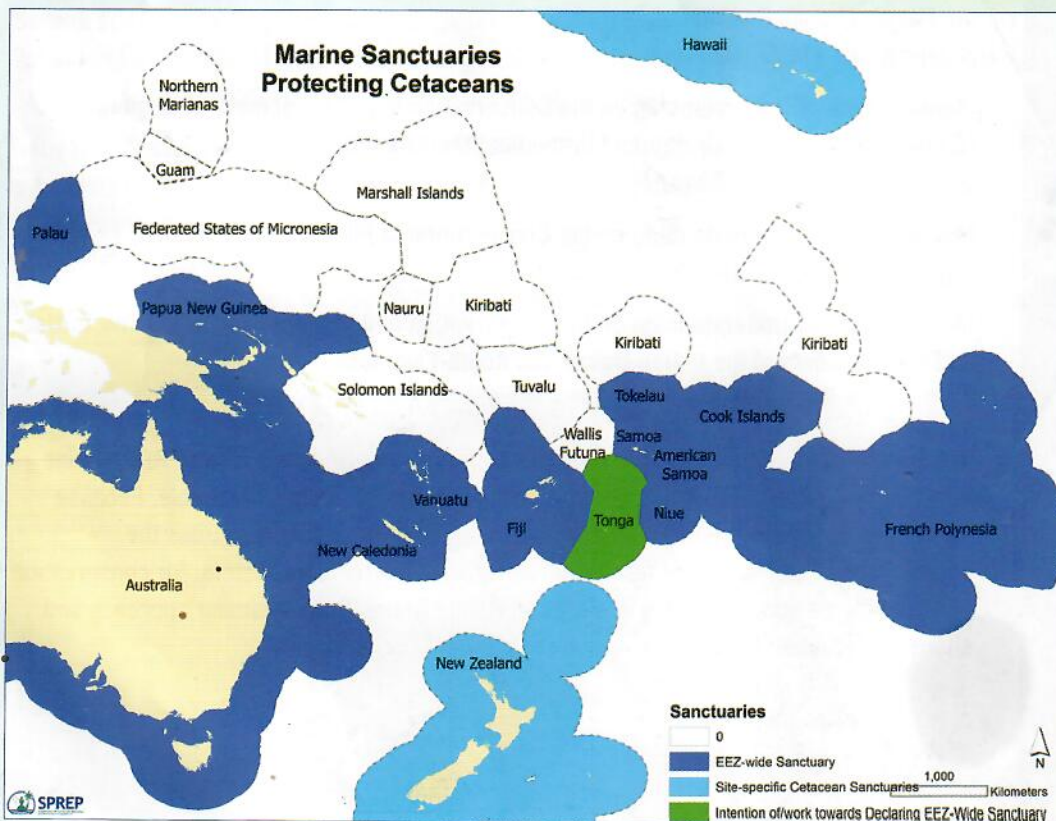 Marine Sanctuaries
Protecting Cetaceans
Hawaii
Northern
Marianas
Guam
Marshall Islands
Palau
Federated States of Micronesia
Papua New Guinea
Nauru
Kiribati
Kiribati
Kiribati
Solomon Islands
Tuvalu
Tokelau
Cook Islands
Wallis
Futuna
Samoa
American
Samoa
Vanuatu
Fiji
Tonga
Niue
French Polynesia
New Caledonia
Australia
New Zealand
Sanctuaries
0
EEZ-wide Sanctuary
Site-specific Cetacean Sanctuaries
Intention of/work towards Declaring EEZ-Wide Sanctuary
N
1,000
Kilometers
SPREP